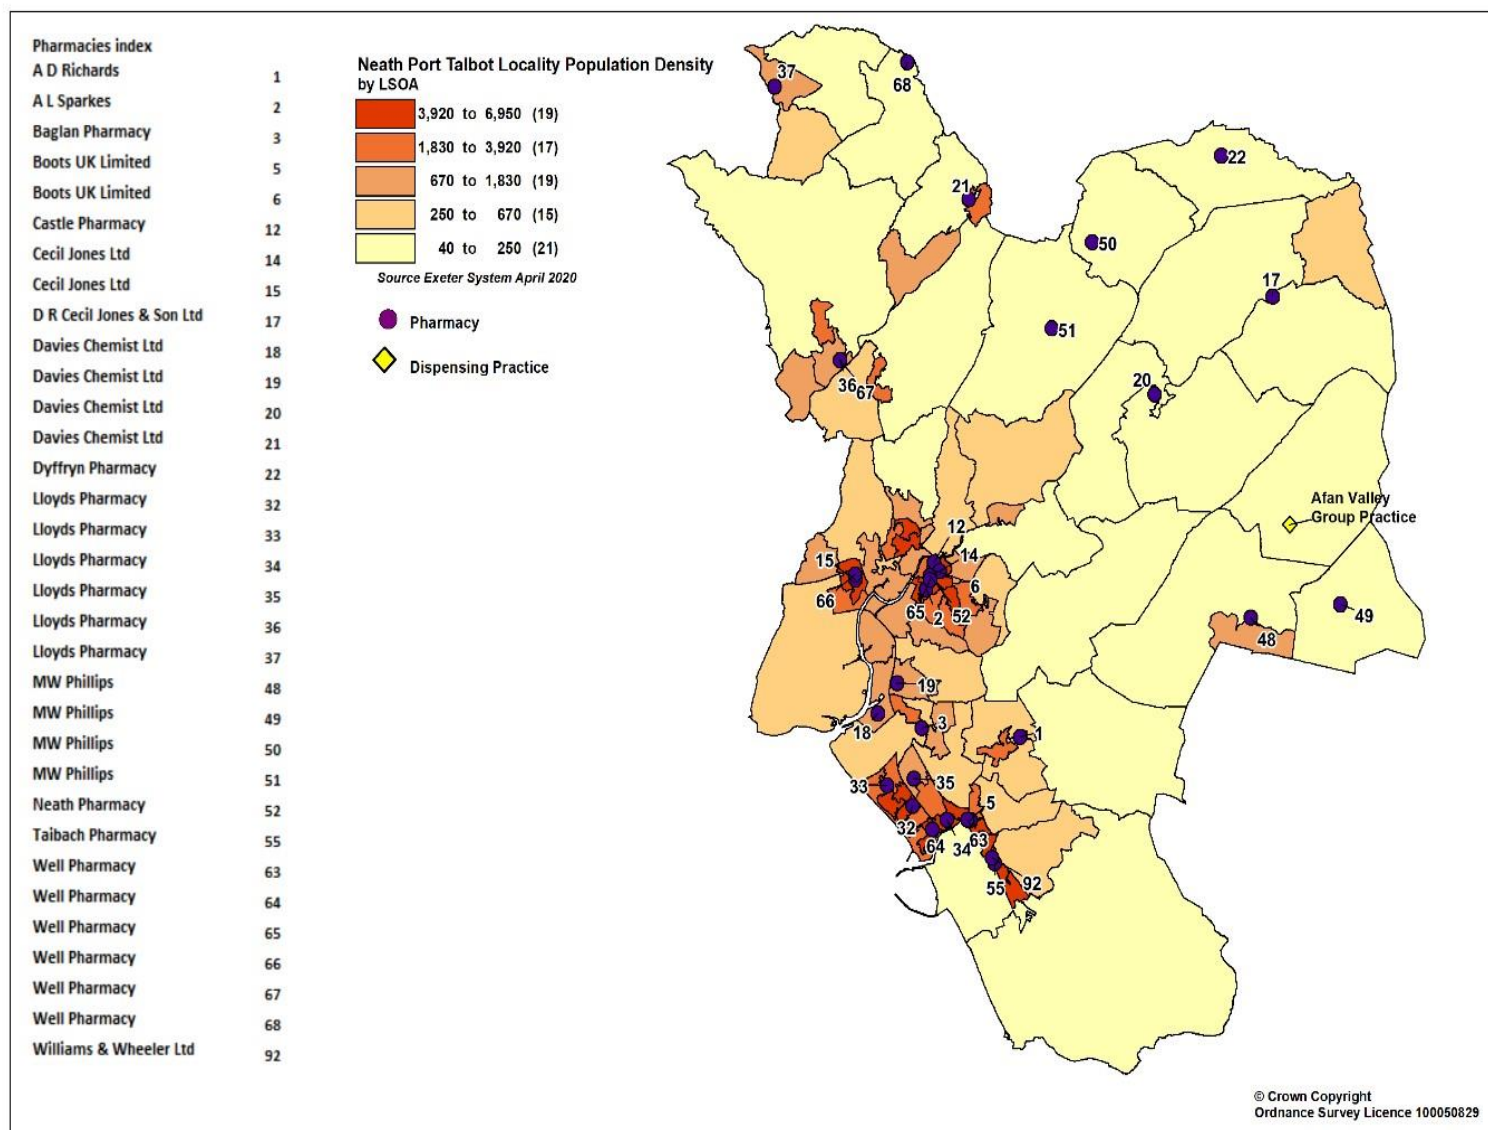 Pharmacies index
A D Richards 1
A L Sparkes 2
Baglan Pharmacy 3
Boots UK Limited 5
Boots UK Limited 6
Castle Pharmacy 12
Cecil Jones Ltd 14
Cecil Jones Ltd 15
D R Cecil Jones & Son Ltd 17
Davies Chemist Ltd 18
Davies Chemist Ltd 19
Davies Chemist Ltd 20
Davies Chemist Ltd 21
Dyffryn Pharmacy 22
Lloyds Pharmacy 32
Lloyds Pharmacy 33
Lloyds Pharmacy 34
Lloyds Pharmacy 35
Lloyds Pharmacy 36
Lloyds Pharmacy 37
MW Phillips 48
MW Phillips 49
MW Phillips 50
MW Phillips 51
Neath Pharmacy 52
Taibach Pharmacy 55
Well Pharmacy 63
Well Pharmacy 64
Well Pharmacy 65
Well Pharmacy 66
Well Pharmacy 67
Well Pharmacy 68
Williams & Wheeler Ltd 92
Neath Port Talbot Locality Population Density
by LSOA
3,920 to 6,950 (19)
1,830 to 3,920 (17)
670 to 1,830 (19)
250 to 670 (15)
40 to 250 (21)
Source Exeter System April 2020
Pharmacy
Dispensing Practice
37
68
22
21
50
17
51
20
36
67
Afan Valley
Group Practice
12
14
15
6
66
65
2
52
49
48
19
18
3
1
33
35
5
32
64
34
63
55
92
© Crown Copyright
Ordnance Survey Licence 100050829